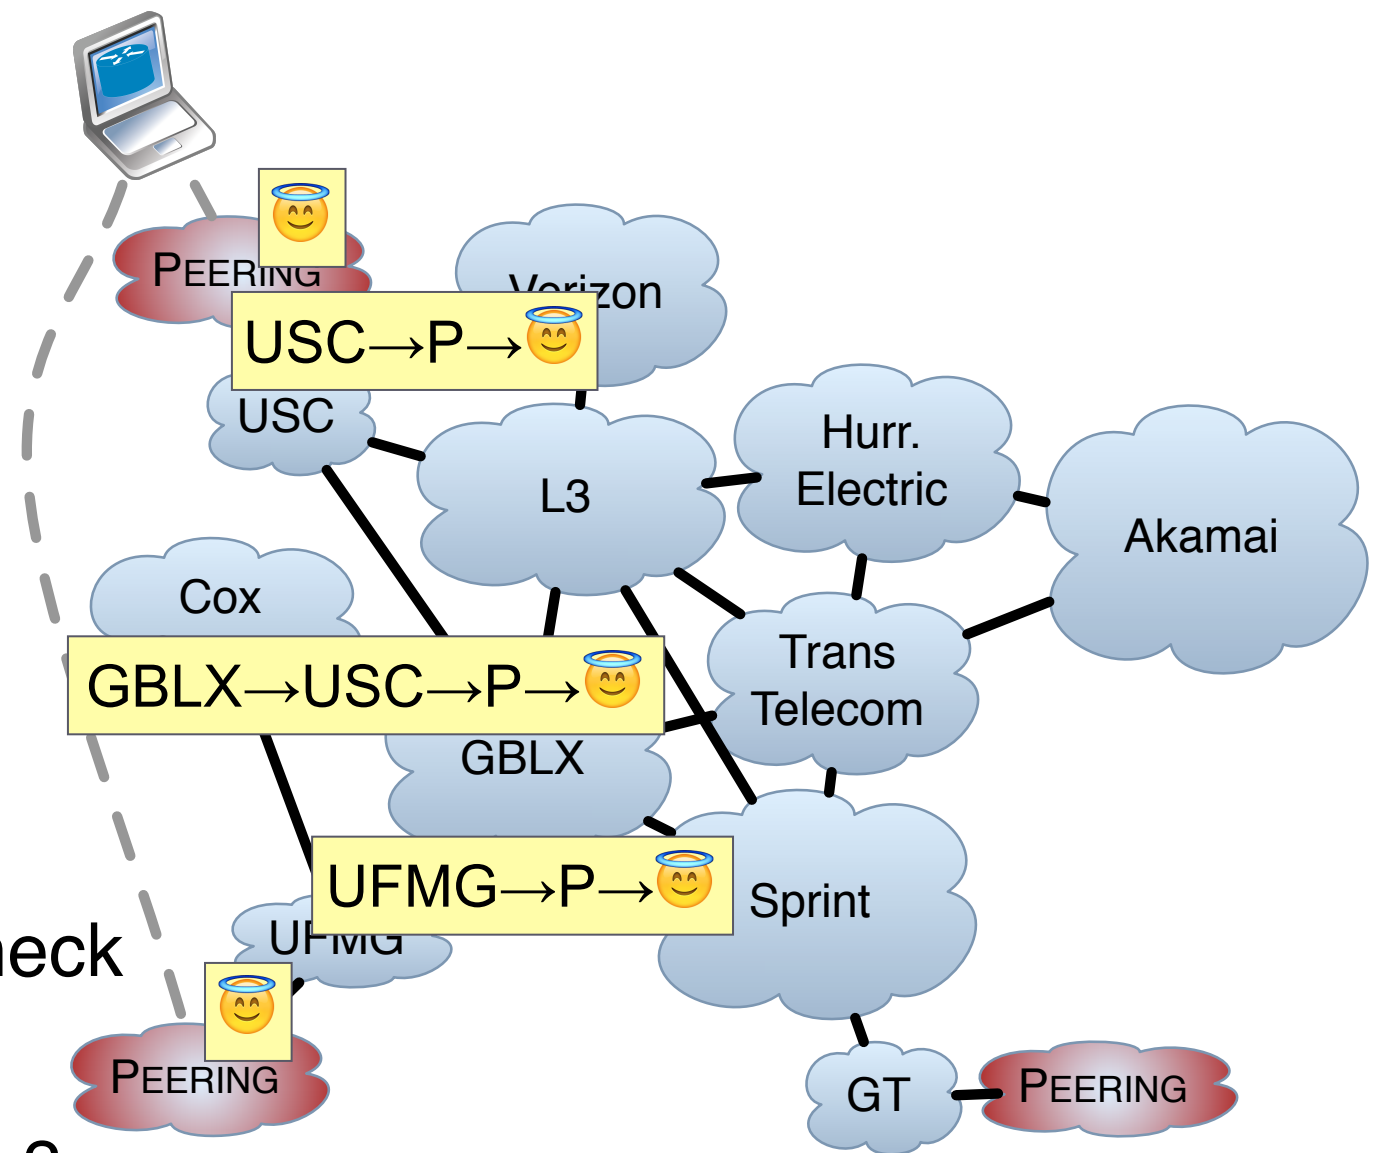 PEERING
Verizon
USC→P→😇
USC
Hurr.
Electric
L3
Akamai
Cox
Trans
Telecom
GBLX→USC→P→😇
GBLX
UFMG→P→😇
Sprint
UFMG
PEERING
GT
PEERING